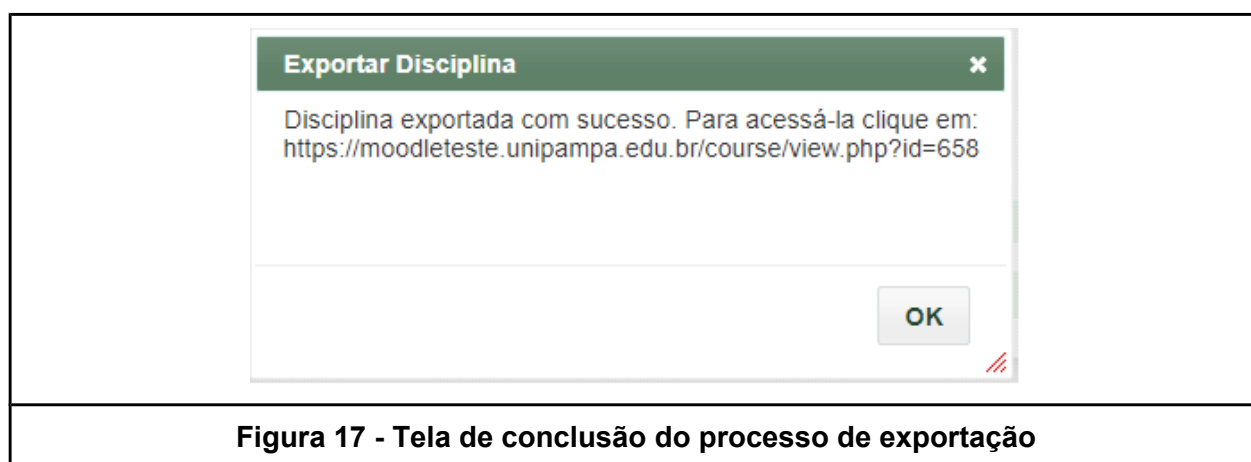 Exportar Disciplina
Disciplina exportada com sucesso. Para acessá-la clique em:
https://moodleteste.unipampa.edu.br/course/view.php?id=658
OK
Figura 17 - Tela de conclusão do processo de exportação